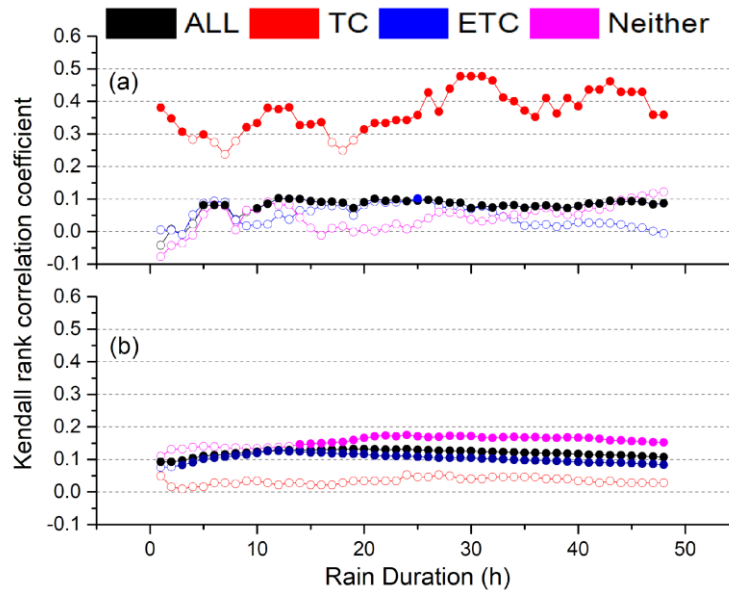 ALL TC ETC Neither
Kendall rank correlation coefficient
(a)
0.6
0.5
0.4
0.3
0.2
0.1
0.0
-0.1
(b)
0.6
0.5
0.4
0.3
0.2
0.1
0.0
-0.1
0 10 20 30 40 50
Rain Duration (h)